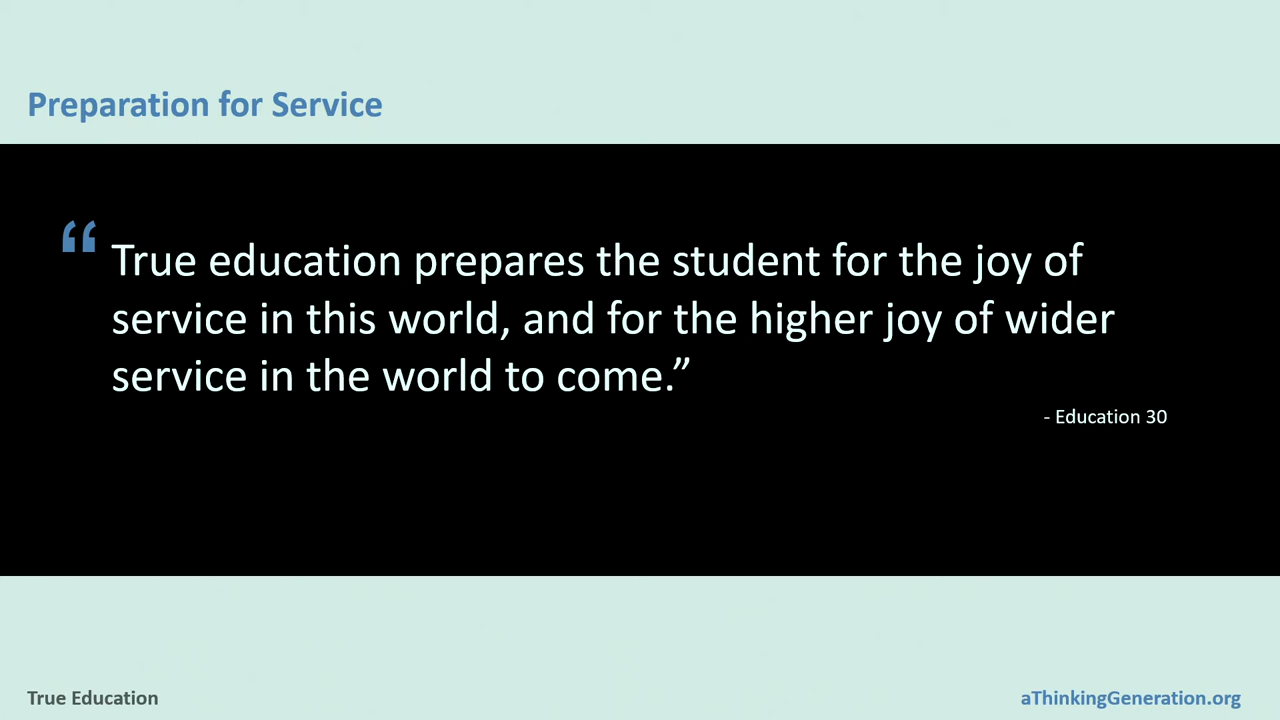 Preparation for Service
“True education prepares the student for the joy of
service in this world, and for the higher joy of wider
service in the world to come.”
- Education 30
True Education
aThinkingGeneration.org